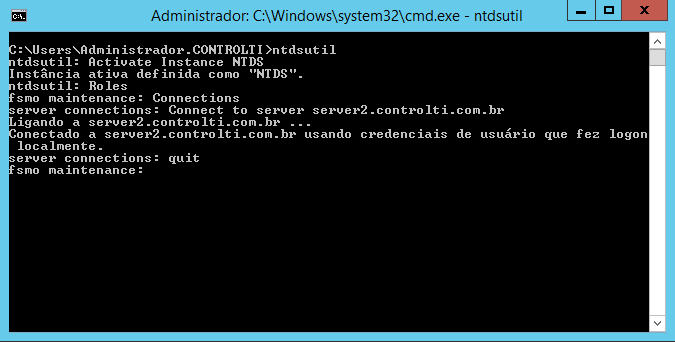 Administrador: C:\Windows\system32\cmd.exe - ntdsutil
C:\Users\Administrador.CONTROLTI>ntdsutil
ntdsutil: Activate Instance NTDS
Instância ativa definida como "NTDS".
ntdsutil: Roles
fsmo maintenance: Connections
server connections: Connect to server server2.controlti.com.br
Ligando a server2.controlti.com.br ...
Conectado a server2.controlti.com.br usando credenciais de usuário que fez logon
localmente.
server connections: quit
fsmo maintenance: